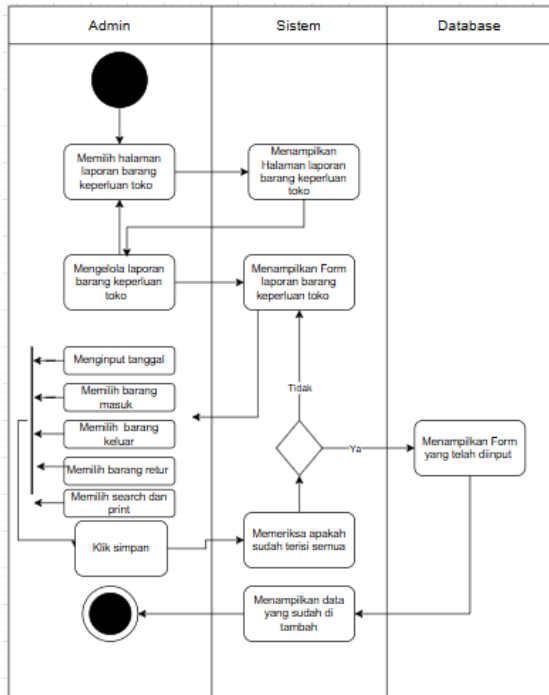 Admin
Sistem
Database
Memilih halaman
laporan barang
keperluan toko
Menampilkan
Halaman laporan
barang keperluan
toko
Mengelola laporan
barang keperluan
toko
Menampilkan Form
laporan barang
keperluan toko
Menginput tanggal
Memilih barang
masuk
Memilih barang
keluar
Memilih barang retur
Memilih search dan
print
Tidak
Ya
Menampilkan Form
yang telah diinput
Klik simpan
Memeriksa apakah
sudah terisi semua
Menampilkan data
yang sudah di
tambah